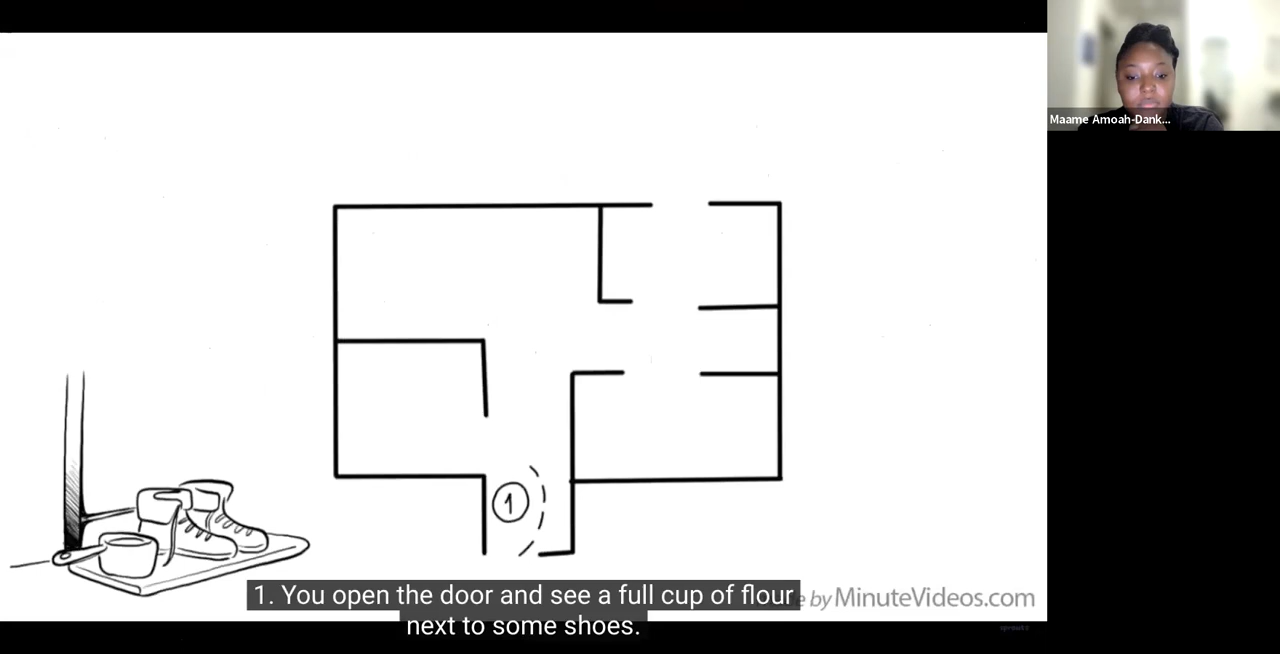 Maame Amoah-Dank...
1
1. You open the door and see a full cup of flour
next to some shoes.
by MinuteVideos.com